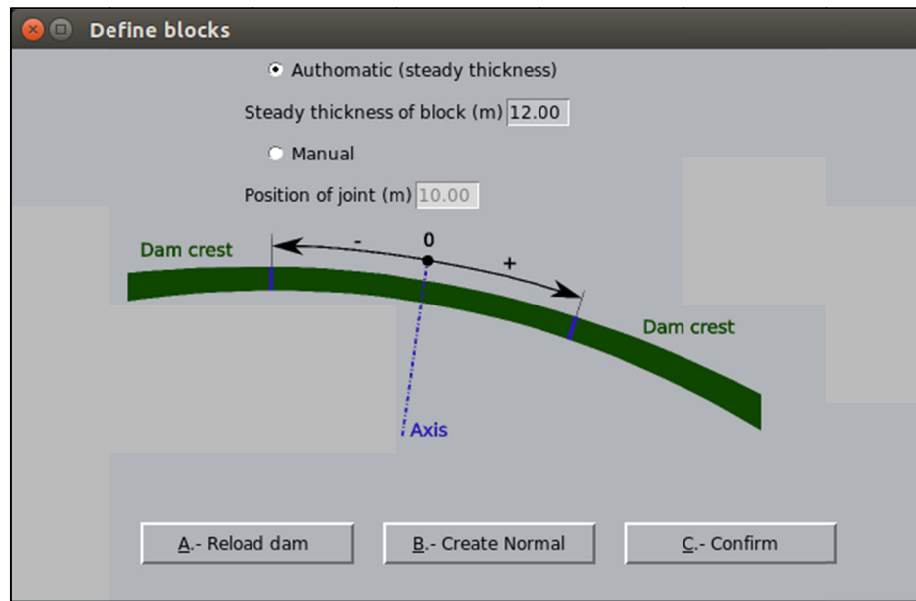 Define blocks
Authomatic (steady thickness)
Steady thickness of block (m) 12.00
Manual
Position of joint (m) 10.00
- 0 +
Dam crest
Dam crest
Axis
A.- Reload dam
B.- Create Normal
C.- Confirm